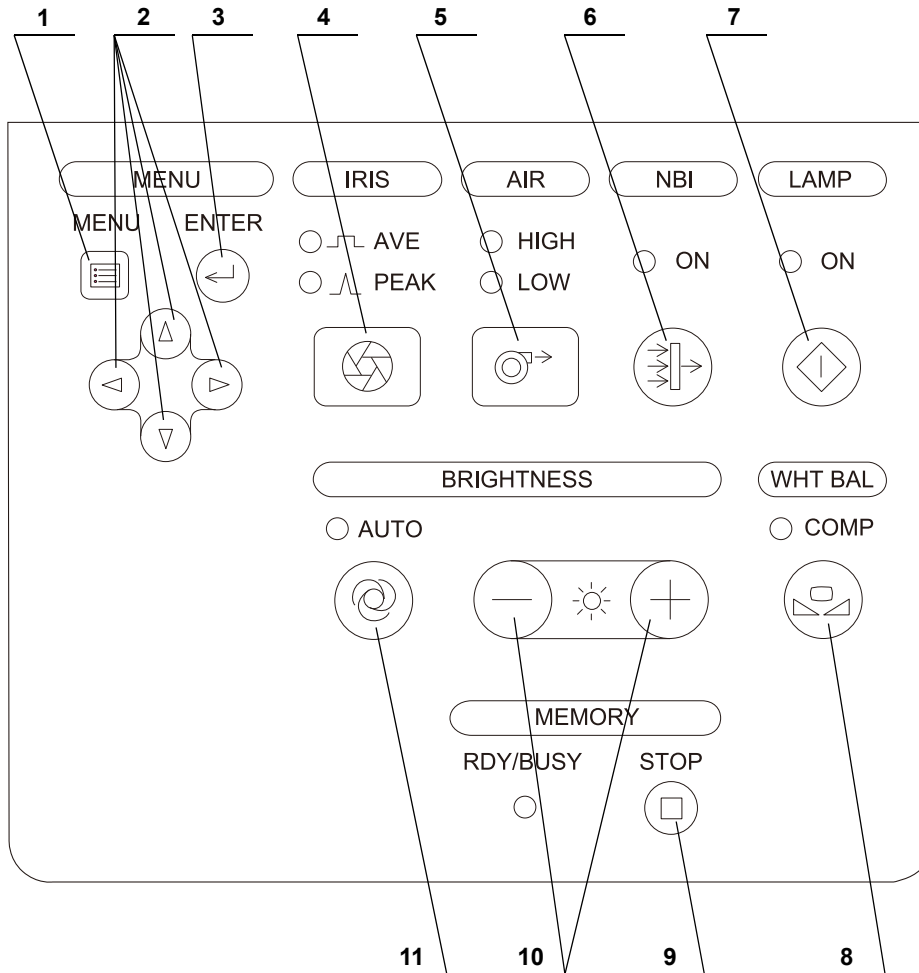 1 2 3 4 5 6 7
MENU IRIS AIR NBI LAMP
MENU ENTER
AVE HIGH ON ON
PEAK LOW
BRIGHTNESS WHT BAL
AUTO COMP
MEMORY
RDY/BUSY STOP
11 10 9 8